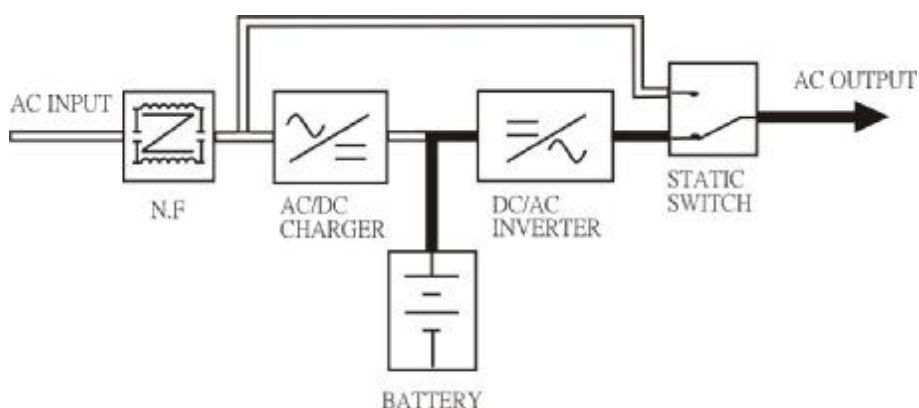 AC INPUT
AC OUTPUT
N.F
AC/DC
CHARGER
DC/AC
INVERTER
STATIC
SWITCH
BATTERY